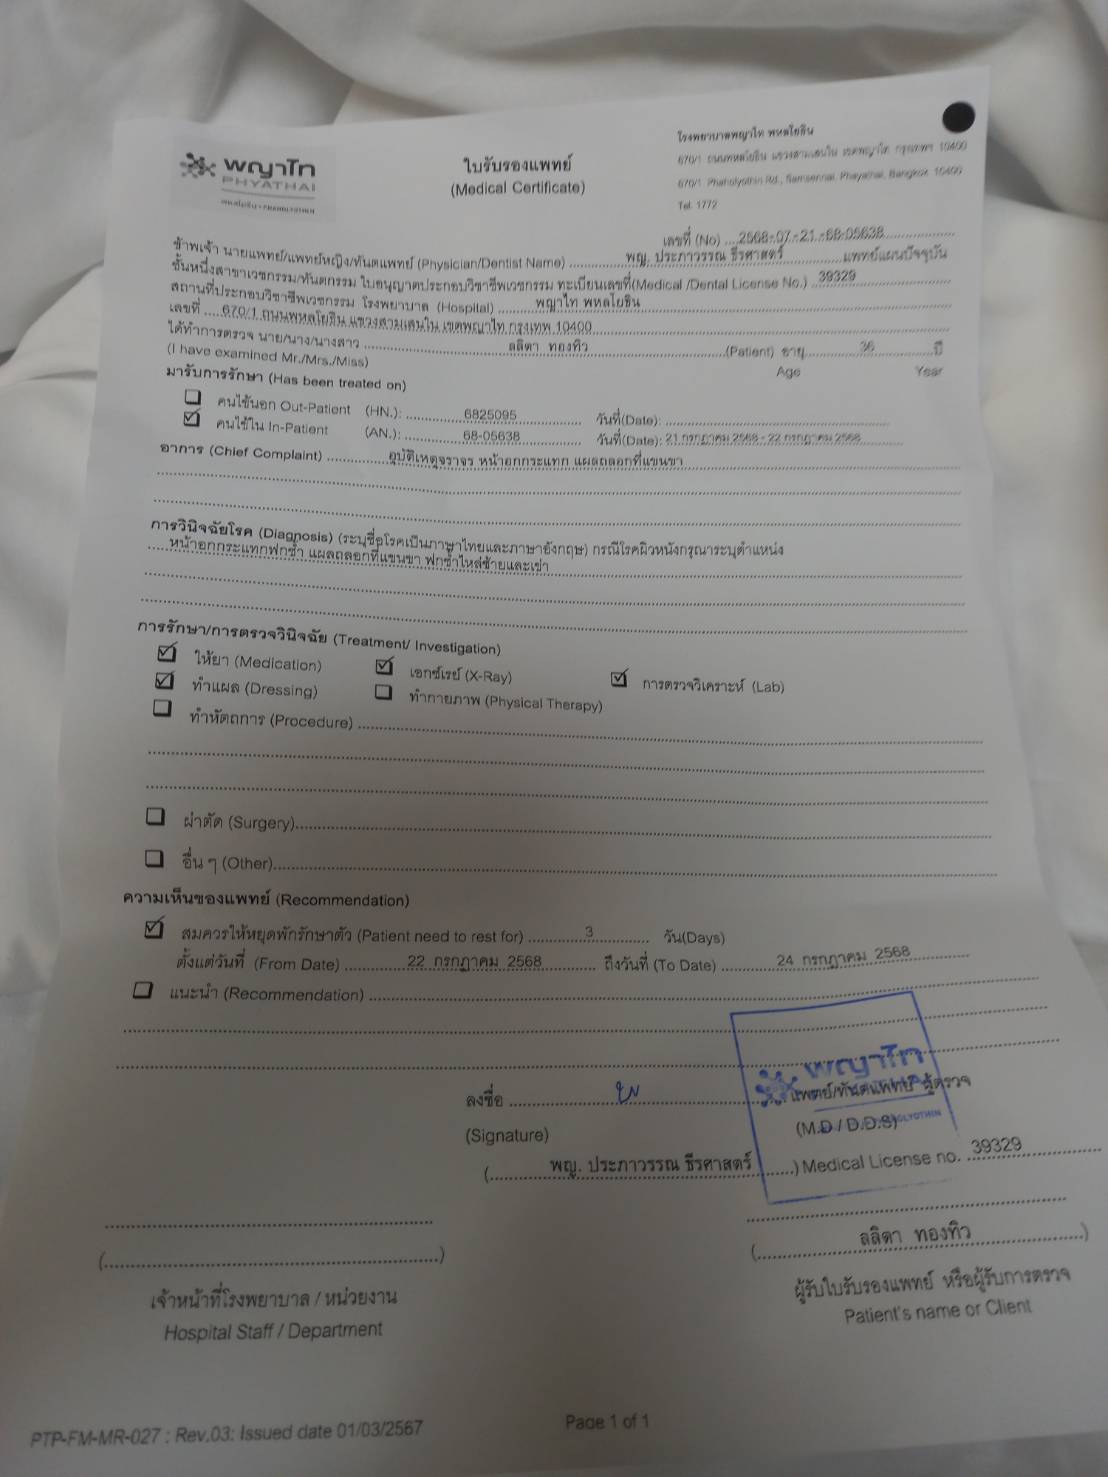 พญาไท
PHYATHAI
พหลโยธิน • PHAHOLYOTHIN
ใบรับรองแพทย์
(Medical Certificate)
โรงพยาบาลพญาไท พหลโยธิน
670/1 ถนนพหลโยธิน แขวงสามเสนใน เขตพญาไท กรุงเทพฯ 10400
670/1 Phaholyothin Rd., Samsennai, Phayathai, Bangkok 10400
Tel. 1772
เลขที่ (No) ....2568-07-21-68-05638
ข้าพเจ้า นายแพทย์/แพทย์หญิง/ทันตแพทย์ (Physician/Dentist Name) พญ. ประภาวรรณ ธีรศาสตร์ แพทย์แผนปัจจุบัน
ชั้นหนึ่งสาขาเวชกรรม/ทันตกรรม ใบอนุญาตประกอบวิชาชีพเวชกรรม ทะเบียนเลขที่(Medical /Dental License No.) 39329
สถานที่ประกอบวิชาชีพเวชกรรม โรงพยาบาล (Hospital) พญาไท พหลโยธิน
เลขที่ 670/1 ถนนพหลโยธิน แขวงสามเสนใน เขตพญาไท กรุงเทพ 10400
ได้ทำการตรวจ นาย/นาง/นางสาว ลลิตา ทองทิว (Patient) อายุ 36 ปี
(I have examined Mr./Mrs./Miss) Age Year
มารับการรักษา (Has been treated on)
คนไข้นอก Out-Patient (HN.): 6825095 วันที่(Date):
คนไข้ใน In-Patient (AN.): 68-05638 วันที่(Date): 21 กรกฎาคม 2568 - 22 กรกฎาคม 2568
อาการ (Chief Complaint) อุบัติเหตุจราจร หน้าอกกระแทก แผลถลอกที่แขนขา
การวินิจฉัยโรค (Diagnosis) (ระบุชื่อโรคเป็นภาษาไทยและภาษาอังกฤษ) กรณีโรคผิวหนังกรุณาระบุตำแหน่ง
หน้าอกกระแทกฟกช้ำ แผลถลอกที่แขนขา ฟกช้ำไหล่ซ้ายและเข่า
การรักษา/การตรวจวินิจฉัย (Treatment/ Investigation)
ให้ยา (Medication) เอกซ์เรย์ (X-Ray) การตรวจวิเคราะห์ (Lab)
ทำแผล (Dressing) ทำกายภาพ (Physical Therapy)
ทำหัตถการ (Procedure)
ผ่าตัด (Surgery)
อื่น ๆ (Other)
ความเห็นของแพทย์ (Recommendation)
สมควรให้หยุดพักรักษาตัว (Patient need to rest for) 3 วัน(Days)
ตั้งแต่วันที่ (From Date) 22 กรกฎาคม 2568 ถึงวันที่ (To Date) 24 กรกฎาคม 2568
แนะนำ (Recommendation)
พญาไท
ลงชื่อ แพทย์/ทันตแพทย์ ผู้ตรวจ
(Signature) (M.D / D.D.S)
(พญ. ประภาวรรณ ธีรศาสตร์) Medical License no. 39329
(ลลิตา ทองทิว)
เจ้าหน้าที่โรงพยาบาล / หน่วยงาน ผู้รับใบรับรองแพทย์ หรือผู้รับการตรวจ
Hospital Staff / Department Patient's name or Client
PTP-FM-MR-027 : Rev.03: Issued date 01/03/2567 Page 1 of 1